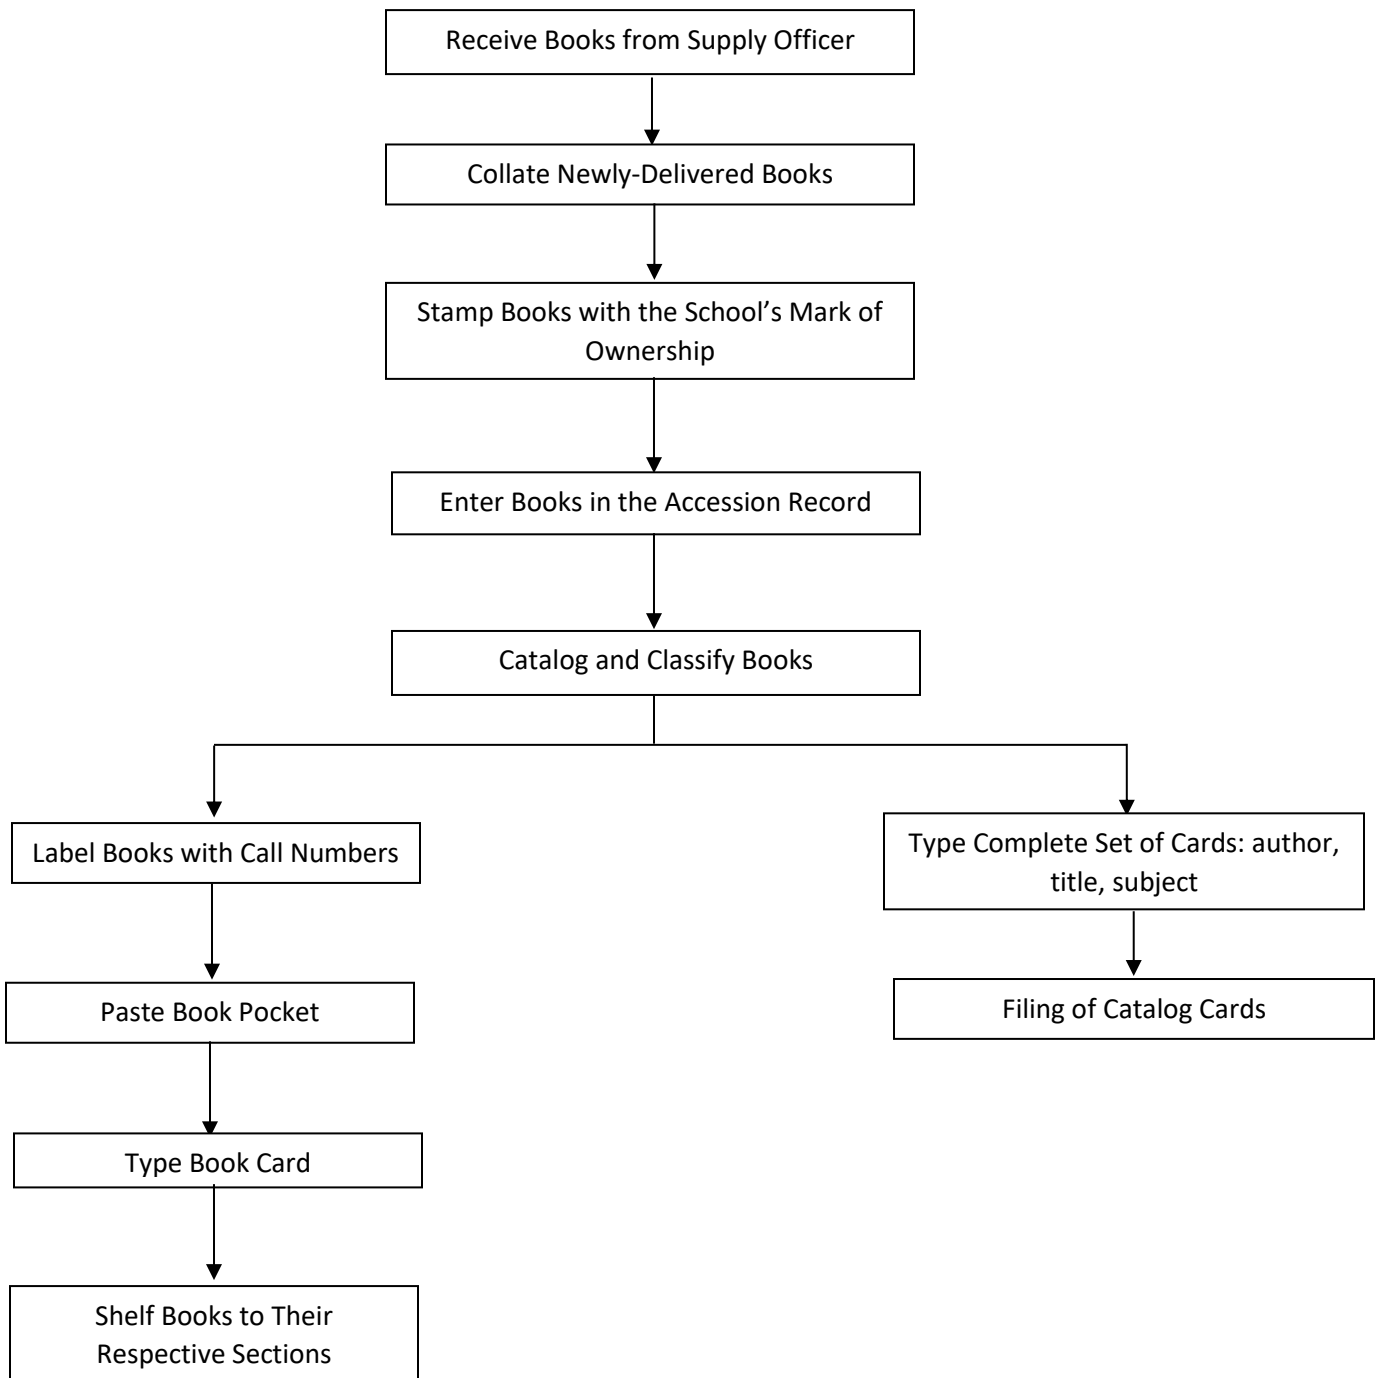 Receive Books from Supply Officer
Collate Newly-Delivered Books
Stamp Books with the School’s Mark of
Ownership
Enter Books in the Accession Record
Catalog and Classify Books
Label Books with Call Numbers
Paste Book Pocket
Type Book Card
Shelf Books to Their
Respective Sections
Type Complete Set of Cards: author,
title, subject
Filing of Catalog Cards